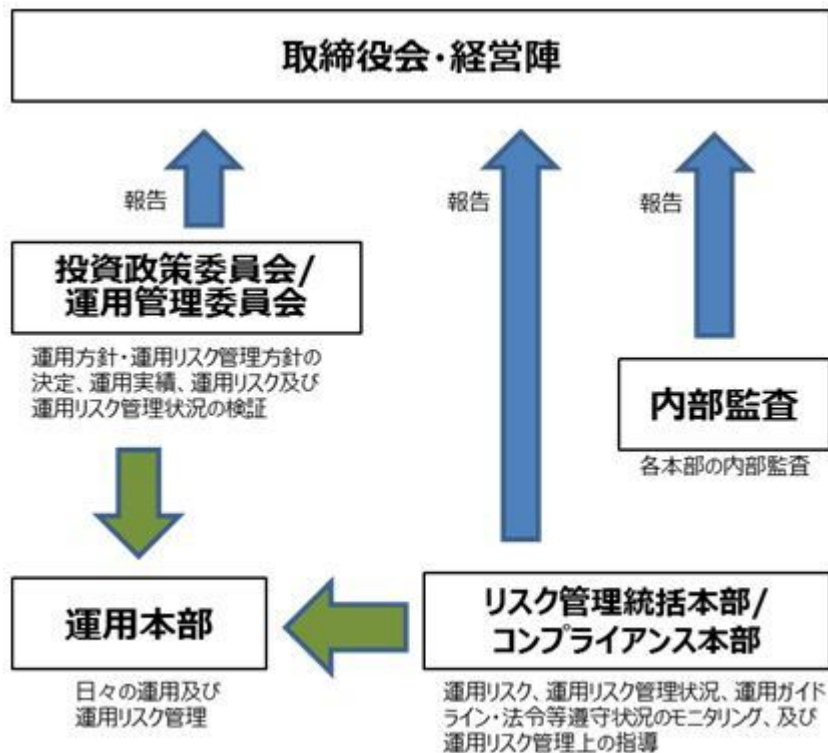 取締役会・経営陣
報告
報告
報告
投資政策委員会/
運用管理委員会
運用方針・運用リスク管理方針の
決定、運用実績、運用リスク及び
運用リスク管理状況の検証
内部監査
各本部の内部監査
運用本部
日々の運用及び
運用リスク管理
リスク管理統括本部/
コンプライアンス本部
運用リスク、運用リスク管理状況、運用ガイド
ライン・法令等遵守状況のモニタリング、及び
運用リスク管理上の指導